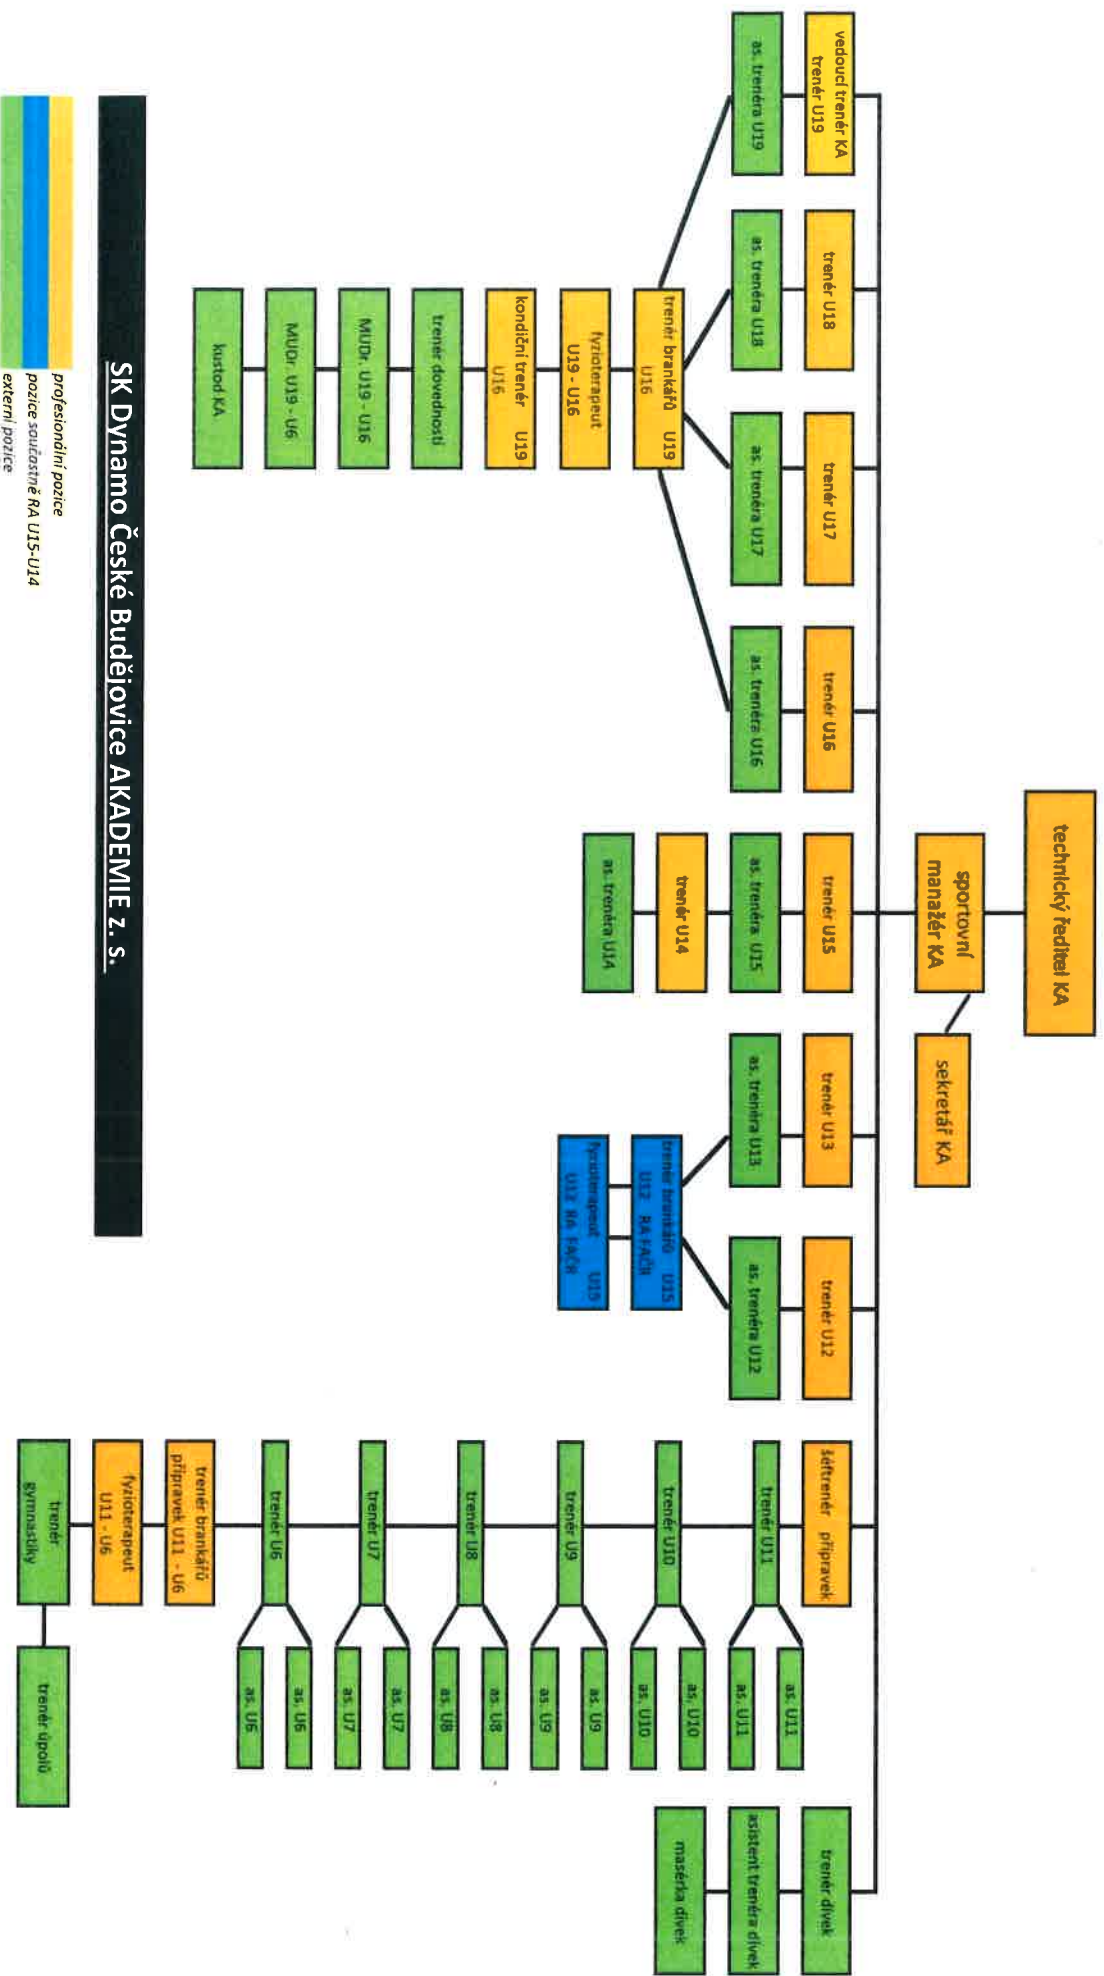 technický ředitel KA
sportovní
manažér KA
sekretář KA
vedoucí trenér KA
trenér U19
trenér U18
trenér U17
trenér U16
trenér U15
trenér U13
trenér U12
šéftrenér přípravek
trenér dívek
as. trenéra U19
as. trenéra U18
as. trenéra U17
as. trenéra U16
as. trenéra U15
as. trenéra U13
as. trenéra U12
trenér U11
as. U11
as. U11
asistent trenéra dívek
trenér brankářů U19
U16
trenér U14
trenér brankářů U15
U12 RA FAČR
trenér U10
as. U10
as. U10
masérka dívek
fyzioterapeut
U19 - U16
as. trenéra U14
fyzioterapeut U15
U12 RA FAČR
trenér U9
as. U9
as. U9
kondiční trenér U19
U16
trenér U8
as. U8
as. U8
trenér dovedností
trenér U7
as. U7
as. U7
MUDr. U19 - U16
MUDr. U19 - U6
trenér U6
as. U6
as. U6
kustod KA
trenér brankářů
přípravek U11 - U6
fyzioterapeut
U11 - U6
trenér
gymnastiky
trenér úpolů
SK Dynamo České Budějovice AKADEMIE z. s.
profesionální pozice
pozice součastně RA U15-U14
externí pozice